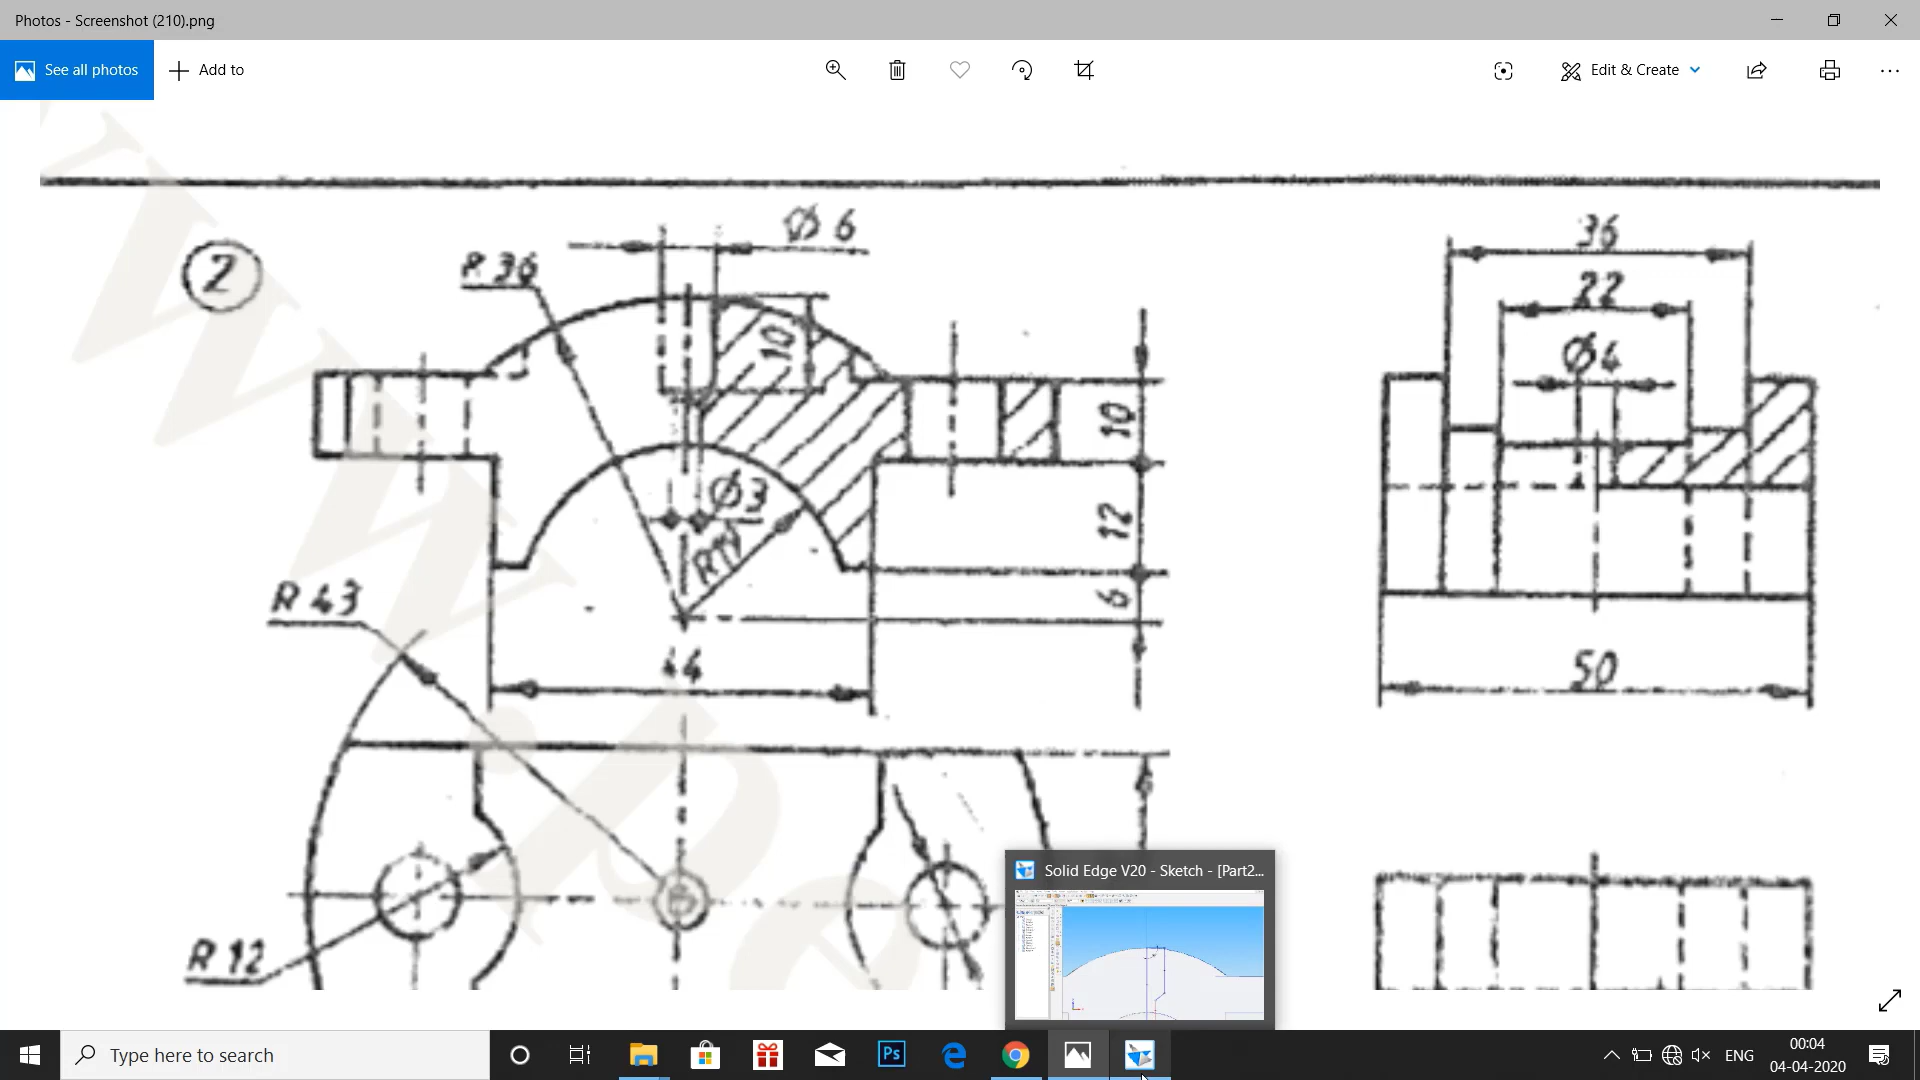 Photos - Screenshot (210).png
See all photos
Add to
Edit & Create
2
R 36
Ø 6
10
10
12
6
Ø3
44
R 43
R 12
36
22
Ø4
50
Solid Edge V20 - Sketch - [Part2...
Type here to search
Ps
ENG
00:04
04-04-2020